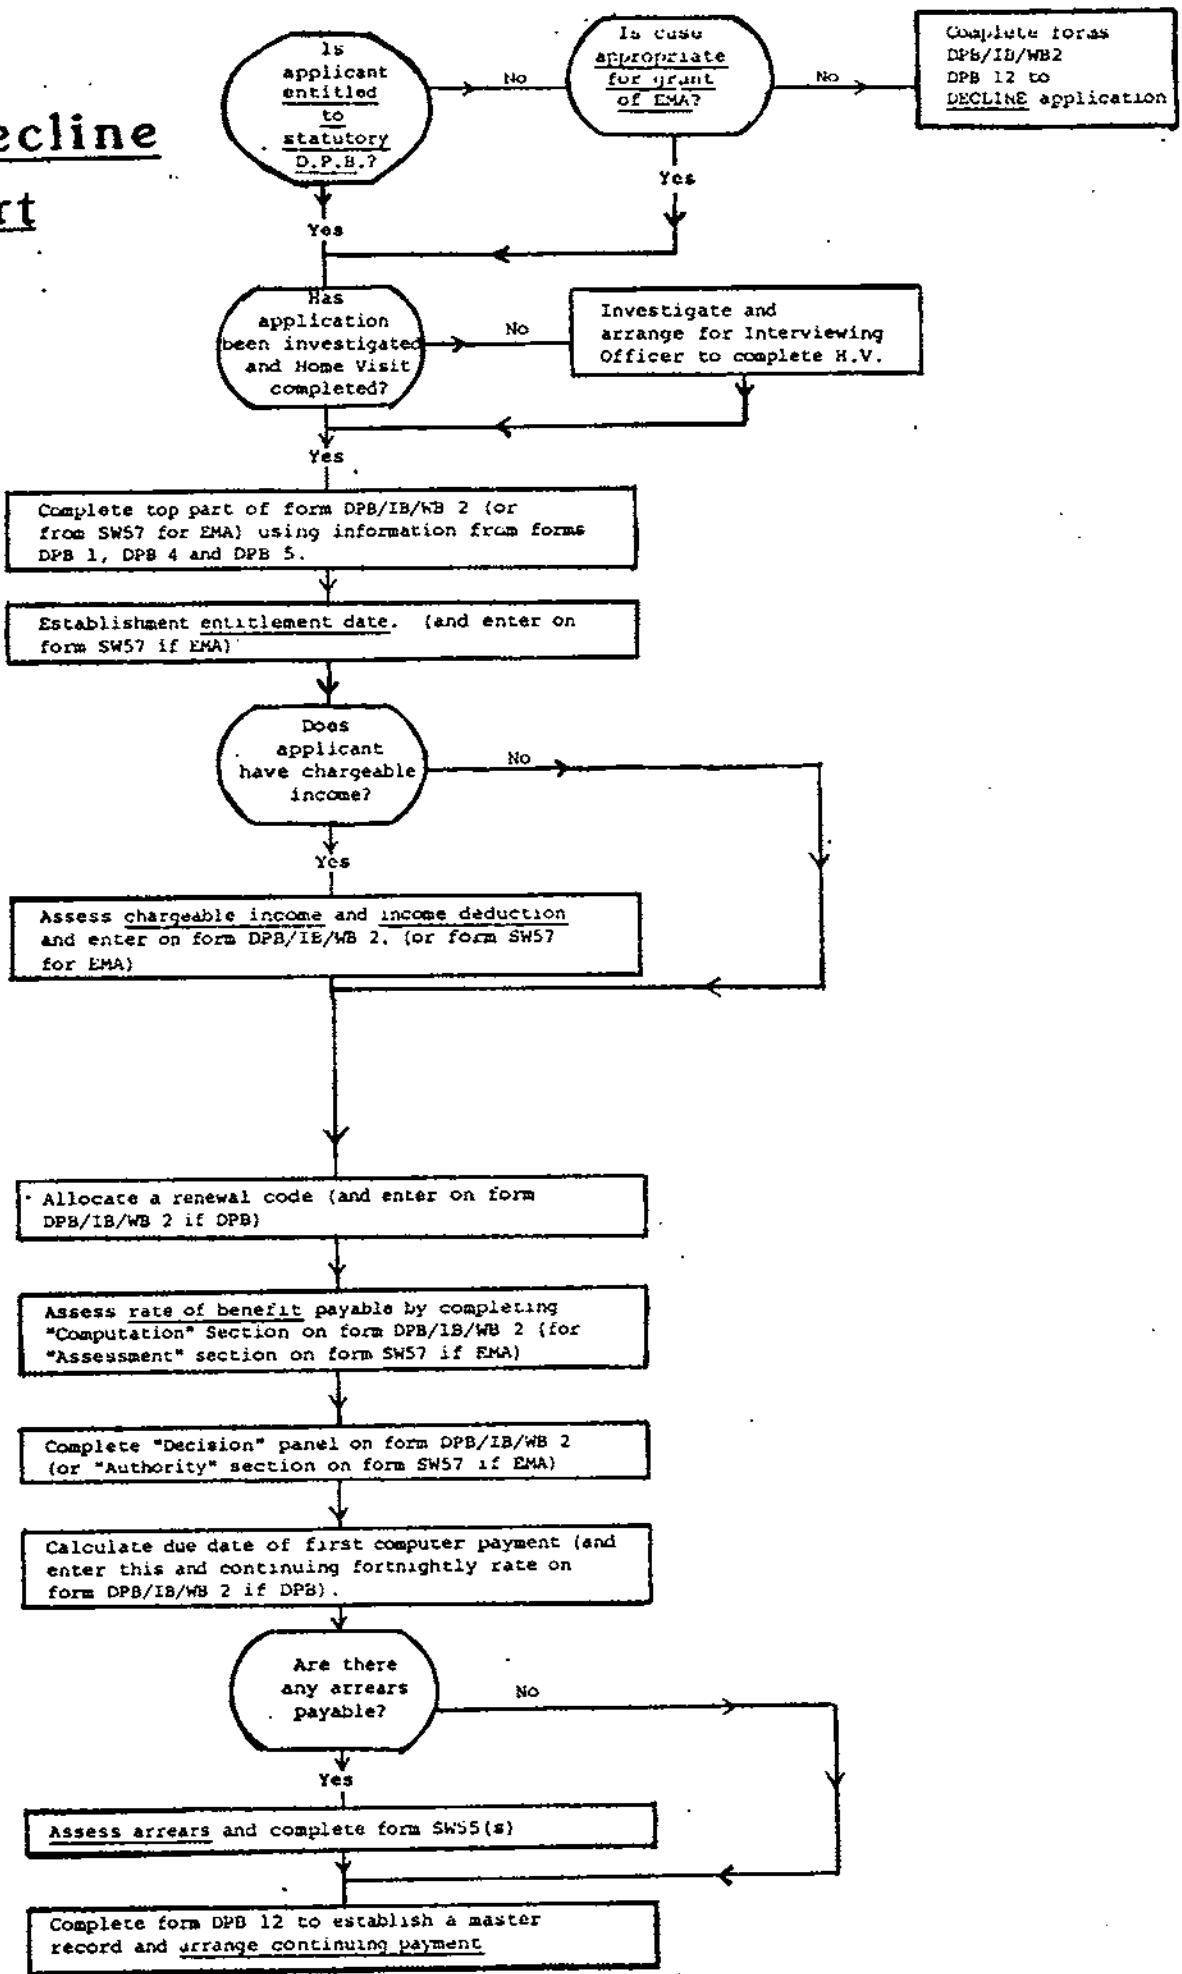 ecline
rt
Is
applicant
entitled
to
statutory
D.P.B.?
No
Is case
appropriate
for grant
of EMA?
No
Complete forms
DPB/IB/WB2
DPB 12 to
DECLINE application
Yes
Yes
Has
application
been investigated
and Home Visit
completed?
No
Investigate and
arrange for Interviewing
Officer to complete H.V.
Yes
Complete top part of form DPB/IB/WB 2 (or
from SW57 for EMA) using information from forms
DPB 1, DPB 4 and DPB 5.
Establishment entitlement date. (and enter on
form SW57 if EMA)
Does
applicant
have chargeable
income?
No
Yes
Assess chargeable income and income deduction
and enter on form DPB/IB/WB 2. (or form SW57
for EMA)
Allocate a renewal code (and enter on form
DPB/IB/WB 2 if DPB)
Assess rate of benefit payable by completing
"Computation" Section on form DPB/IB/WB 2 (for
"Assessment" section on form SW57 if EMA)
Complete "Decision" panel on form DPB/IB/WB 2
(or "Authority" section on form SW57 if EMA)
Calculate due date of first computer payment (and
enter this and continuing fortnightly rate on
form DPB/IB/WB 2 if DPB).
Are there
any arrears
payable?
No
Yes
Assess arrears and complete form SW55(s)
Complete form DPB 12 to establish a master
record and arrange continuing payment